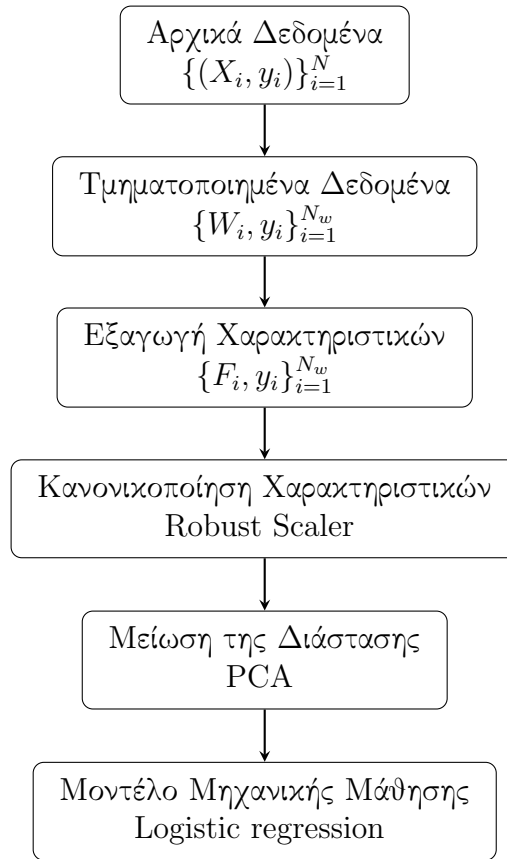 Αρχικά Δεδομένα
$\{(X_i, y_i)\}_{i=1}^{N}$
Τμηματοποιημένα Δεδομένα
$\{W_i, y_i\}_{i=1}^{N_w}$
Εξαγωγή Χαρακτηριστικών
$\{F_i, y_i\}_{i=1}^{N_w}$
Κανονικοποίηση Χαρακτηριστικών
Robust Scaler
Μείωση της Διάστασης
PCA
Μοντέλο Μηχανικής Μάθησης
Logistic regression